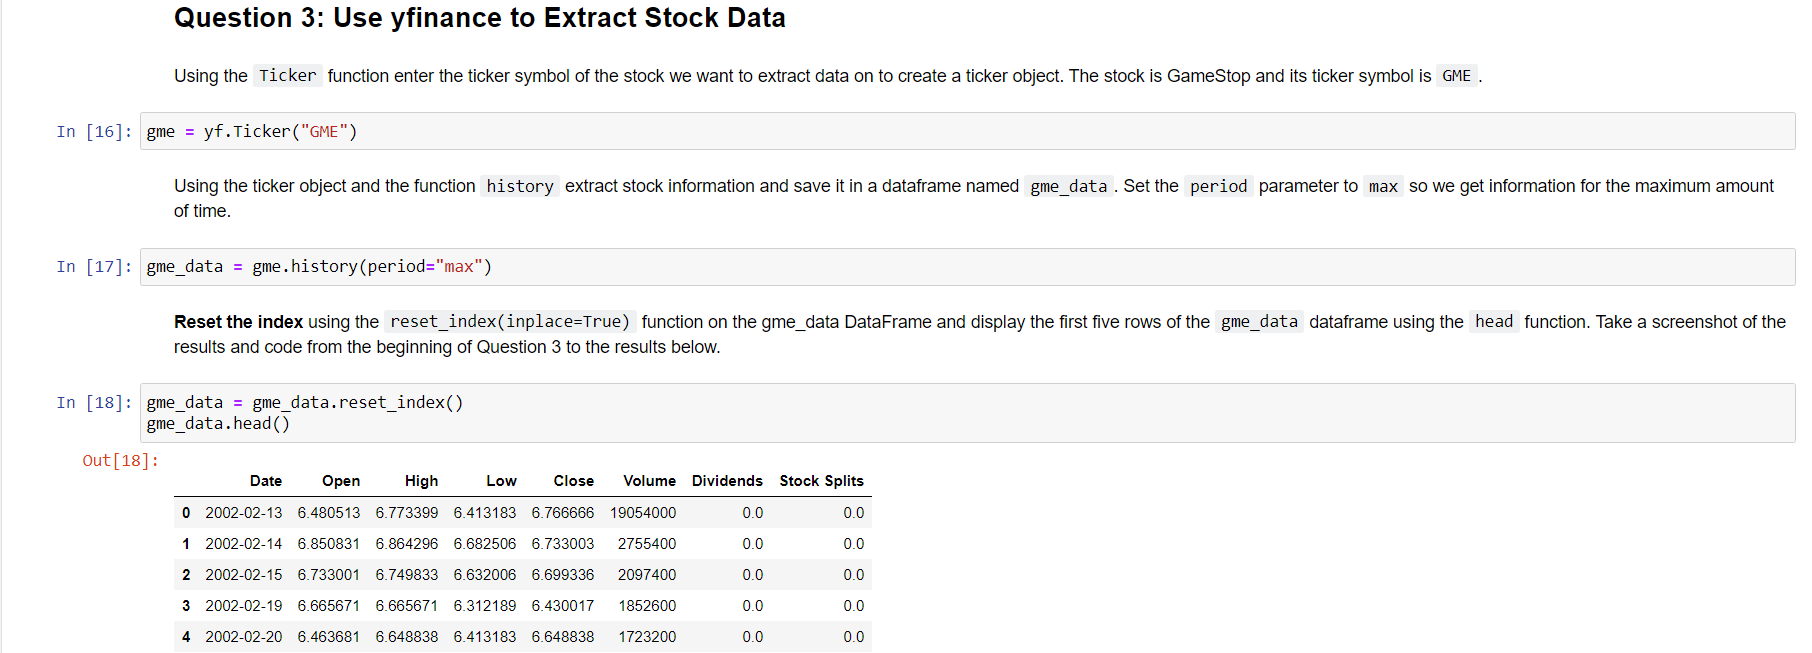 Question 3: Use yfinance to Extract Stock Data
Using the Ticker function enter the ticker symbol of the stock we want to extract data on to create a ticker object. The stock is GameStop and its ticker symbol is GME .
In [16]: gme = yf.Ticker("GME")
Using the ticker object and the function history extract stock information and save it in a dataframe named gme_data . Set the period parameter to max so we get information for the maximum amount
of time.
In [17]: gme_data = gme.history(period="max")
Reset the index using the reset_index(inplace=True) function on the gme_data DataFrame and display the first five rows of the gme_data dataframe using the head function. Take a screenshot of the
results and code from the beginning of Question 3 to the results below.
In [18]: gme_data = gme_data.reset_index()
gme_data.head()
Out[18]:
Date Open High Low Close Volume Dividends Stock Splits
0 2002-02-13 6.480513 6.773399 6.413183 6.766666 19054000 0.0 0.0
1 2002-02-14 6.850831 6.864296 6.682506 6.733003 2755400 0.0 0.0
2 2002-02-15 6.733001 6.749833 6.632006 6.699336 2097400 0.0 0.0
3 2002-02-19 6.665671 6.665671 6.312189 6.430017 1852600 0.0 0.0
4 2002-02-20 6.463681 6.648838 6.413183 6.648838 1723200 0.0 0.0